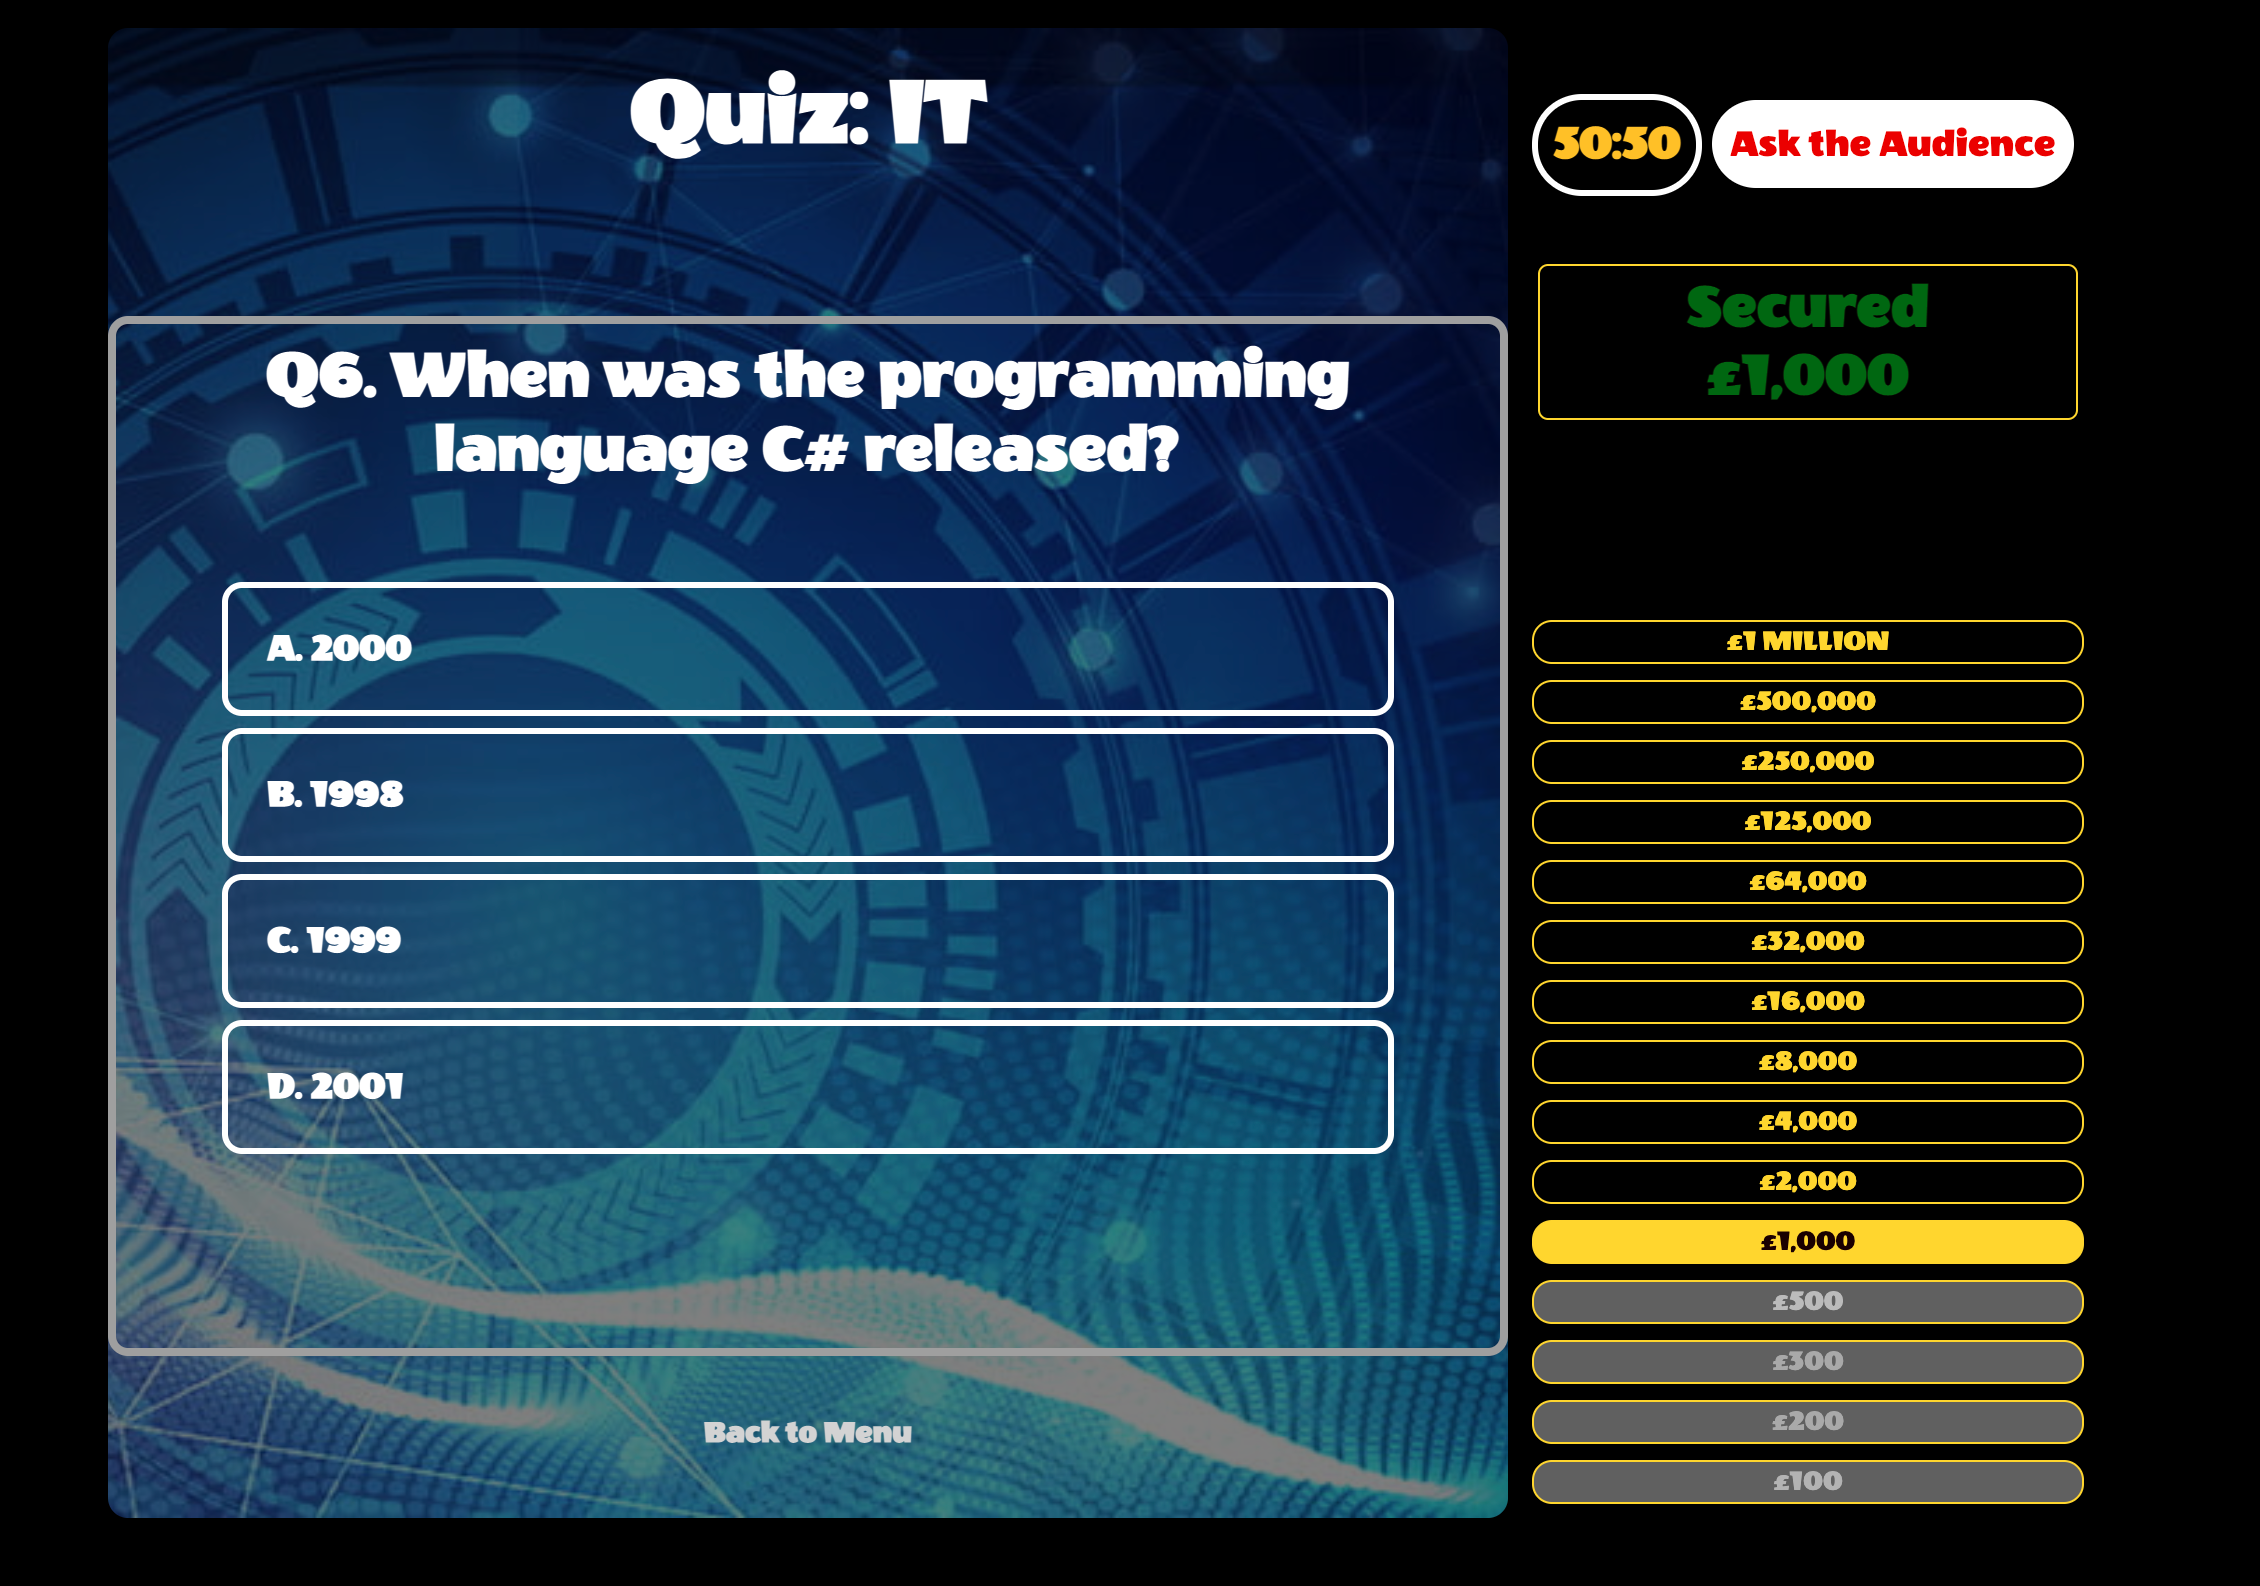 Quiz: IT
50:50
Ask the Audience
Secured
£1,000
Q6. When was the programming
language C# released?
A. 2000
B. 1998
C. 1999
D. 2001
Back to Menu
£1 MILLION
£500,000
£250,000
£125,000
£64,000
£32,000
£16,000
£8,000
£4,000
£2,000
£1,000
£500
£300
£200
£100